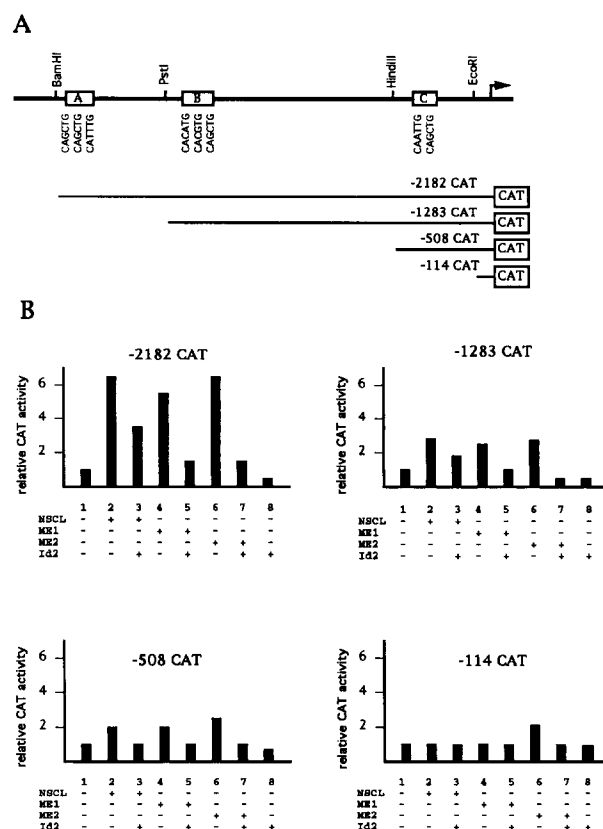 A
BamHI PstI HindIII EcoRI
A B C
CAGCTG CAGCTG CATTTG CACATG CACGTG CAGCTG CAATTG CAGCTG
-2182 CAT CAT
-1283 CAT CAT
-508 CAT CAT
-114 CAT CAT
B
-2182 CAT
relative CAT activity
6
4
2
1 2 3 4 5 6 7 8
NSCL - + + - - - - -
ME1 - - - + + - - -
ME2 - - - - - + + -
Id2 - - + - + - + +
-1283 CAT
relative CAT activity
6
4
2
1 2 3 4 5 6 7 8
NSCL - + + - - - - -
ME1 - - - + + - - -
ME2 - - - - - + + -
Id2 - - + - + - + +
-508 CAT
relative CAT activity
6
4
2
1 2 3 4 5 6 7 8
NSCL - + + - - - - -
ME1 - - - + + - - -
ME2 - - - - - + + -
Id2 - - + - + - + +
-114 CAT
relative CAT activity
6
4
2
1 2 3 4 5 6 7 8
NSCL - + + - - - - -
ME1 - - - + + - - -
ME2 - - - - - + + -
Id2 - - + - + - + +